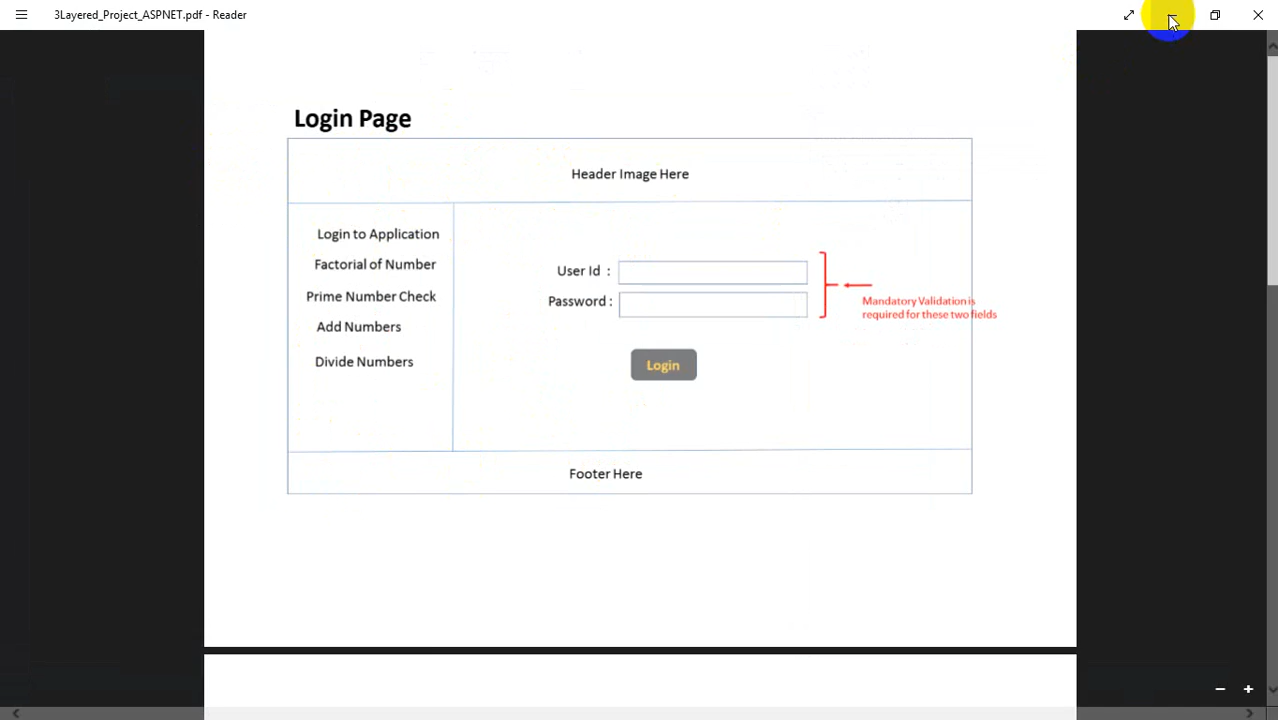 3Layered_Project_ASPNET.pdf - Reader
Login Page
Header Image Here
Login to Application
Factorial of Number
Prime Number Check
Add Numbers
Divide Numbers
User Id :
Password :
Mandatory Validation is
required for these two fields
Login
Footer Here